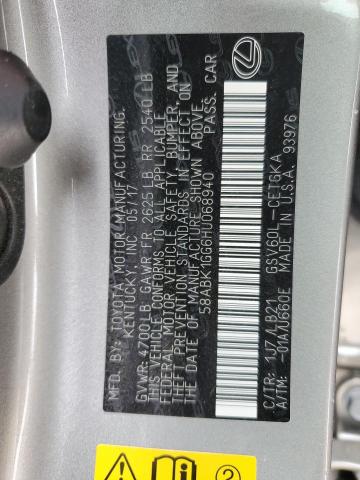 MFD. BY: TOYOTA MOTOR MANUFACTURING,
KENTUCKY, INC. 05/17
GVWR: 4700LB GAWR: FR 2625LB RR 2540LB
THIS VEHICLE CONFORMS TO ALL APPLICABLE
FEDERAL MOTOR VEHICLE SAFETY, BUMPER, AND
THEFT PREVENTION STANDARDS IN EFFECT ON
THE DATE OF MANUFACTURE SHOWN ABOVE.
58ABK1GG6HU068940 PASS. CAR
C/TR: 1J7/LB21 GSV60L-CETGKA
A/TM: -01A/U660E MADE IN U.S.A. 93976